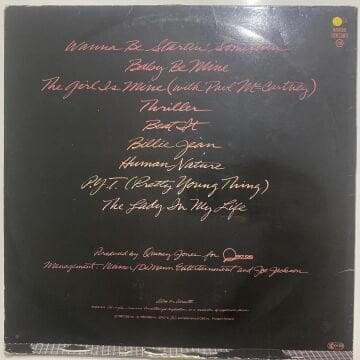 Wanna Be Startin' Somethin'
Baby Be Mine
The Girl Is Mine (with Paul McCartney)
Thriller
Beat It
Billie Jean
Human Nature
P.Y.T. (Pretty Young Thing)
The Lady In My Life
Produced by Quincy Jones for
Management - Weisner/DeMann Entertainment and Joe Jackson